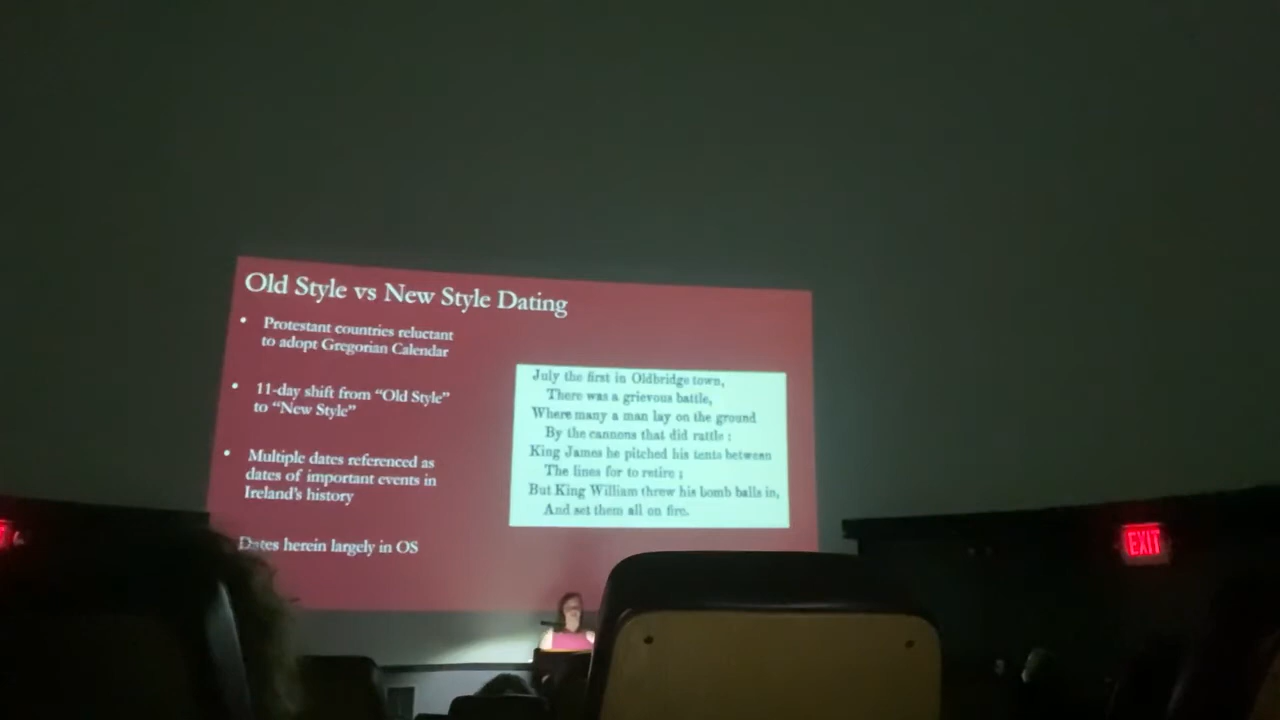 Old Style vs New Style Dating
• Protestant countries reluctant
to adopt Gregorian Calendar
• 11-day shift from “Old Style”
to “New Style”
• Multiple dates referenced as
dates of important events in
Ireland's history
Dates herein largely in OS
July the first in Oldbridge town,
There was a grievous battle,
Where many a man lay on the ground
By the cannons that did rattle :
King James he pitched his tents between
The lines for to retire ;
But King William threw his bomb balls in,
And set them all on fire.
EXIT